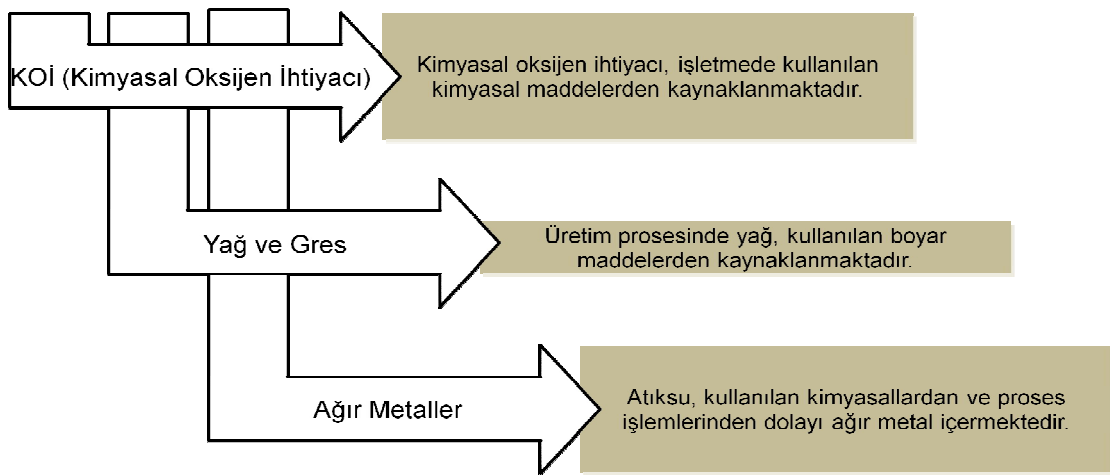 KOİ (Kimyasal Oksijen İhtiyacı)
Kimyasal oksijen ihtiyacı, işletmede kullanılan
kimyasal maddelerden kaynaklanmaktadır.
Yağ ve Gres
Üretim prosesinde yağ, kullanılan boyar
maddelerden kaynaklanmaktadır.
Ağır Metaller
Atıksu, kullanılan kimyasallardan ve proses
işlemlerinden dolayı ağır metal içermektedir.